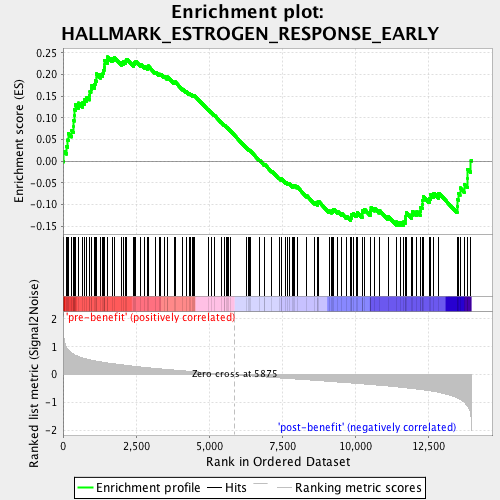 Enrichment plot:
HALLMARK_ESTROGEN_RESPONSE_EARLY
Enrichment score (ES)
0.25
0.20
0.15
0.10
0.05
0.00
-0.05
-0.10
-0.15
'pre-benefit' (positively correlated)
Ranked list metric (Signal2Noise)
2
1
0
-1
-2
Zero cross at 5875
'post-benefit' (negatively correlated)
0
2,500
5,000
7,500
10,000
12,500
Rank in Ordered Dataset
Enrichment profile
Hits
Ranking metric scores